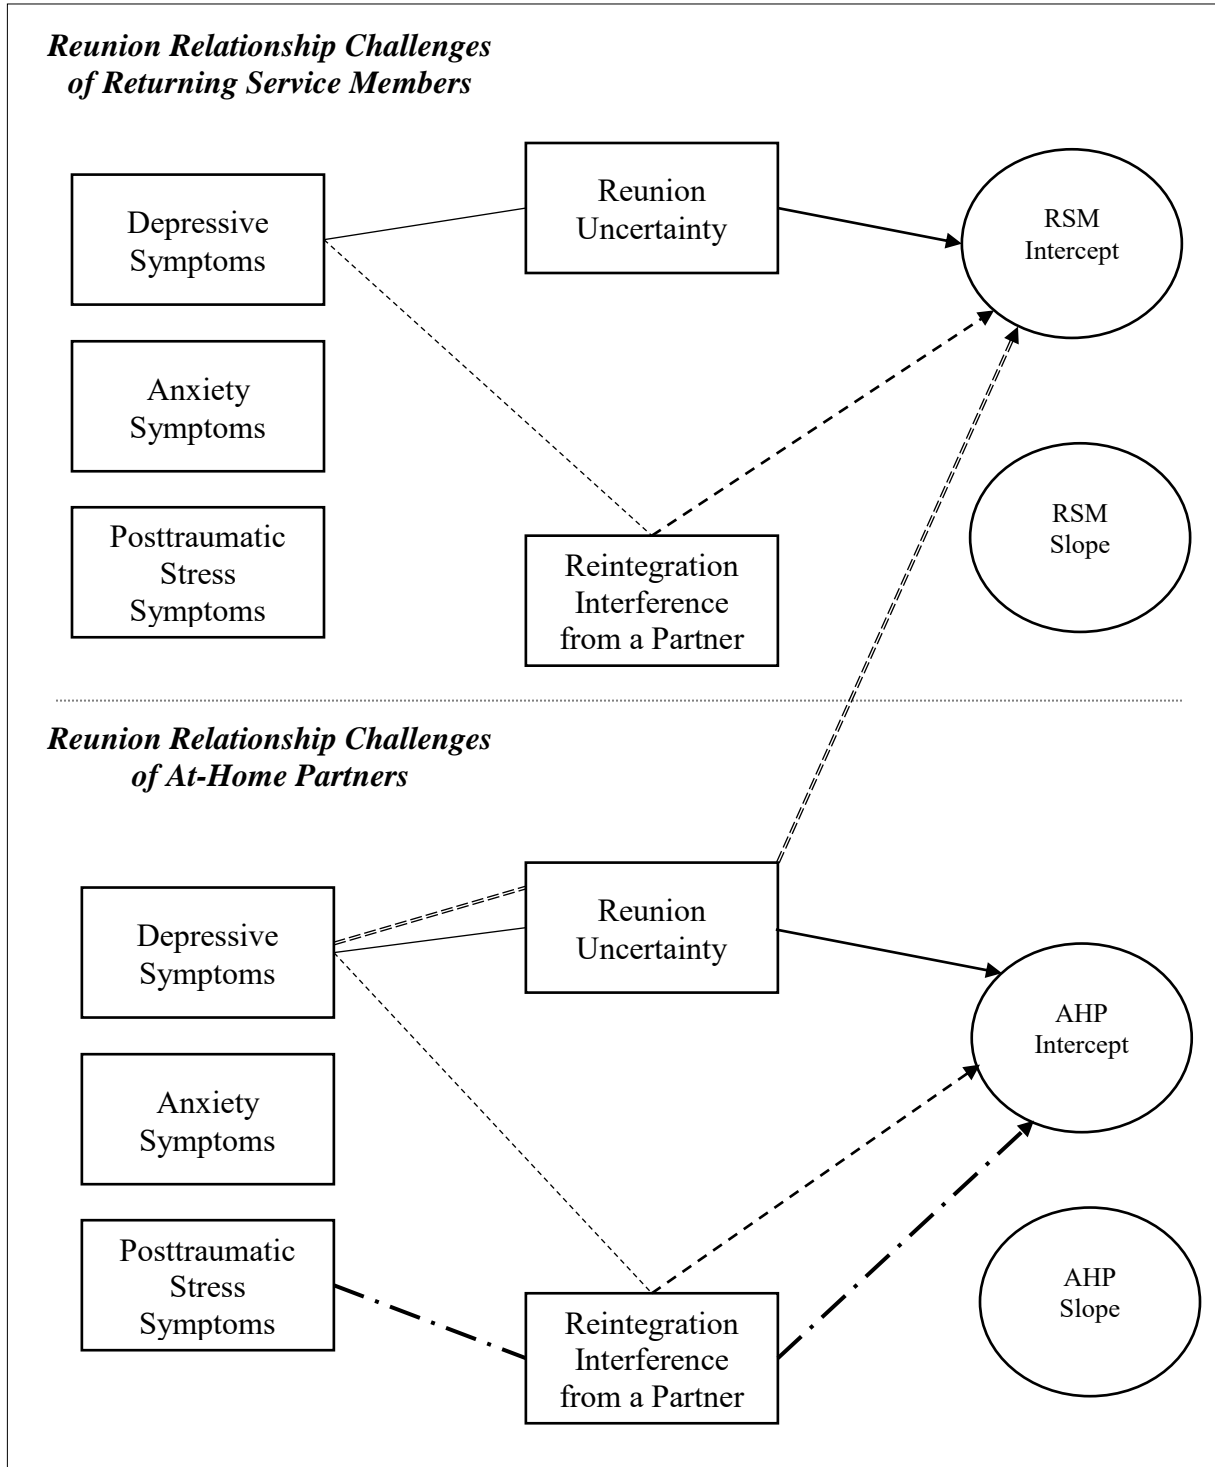 Reunion Relationship Challenges
of Returning Service Members
Depressive
Symptoms
Reunion
Uncertainty
RSM
Intercept
Anxiety
Symptoms
Posttraumatic
Stress
Symptoms
Reintegration
Interference
from a Partner
RSM
Slope
Reunion Relationship Challenges
of At-Home Partners
Depressive
Symptoms
Reunion
Uncertainty
AHP
Intercept
Anxiety
Symptoms
Posttraumatic
Stress
Symptoms
Reintegration
Interference
from a Partner
AHP
Slope